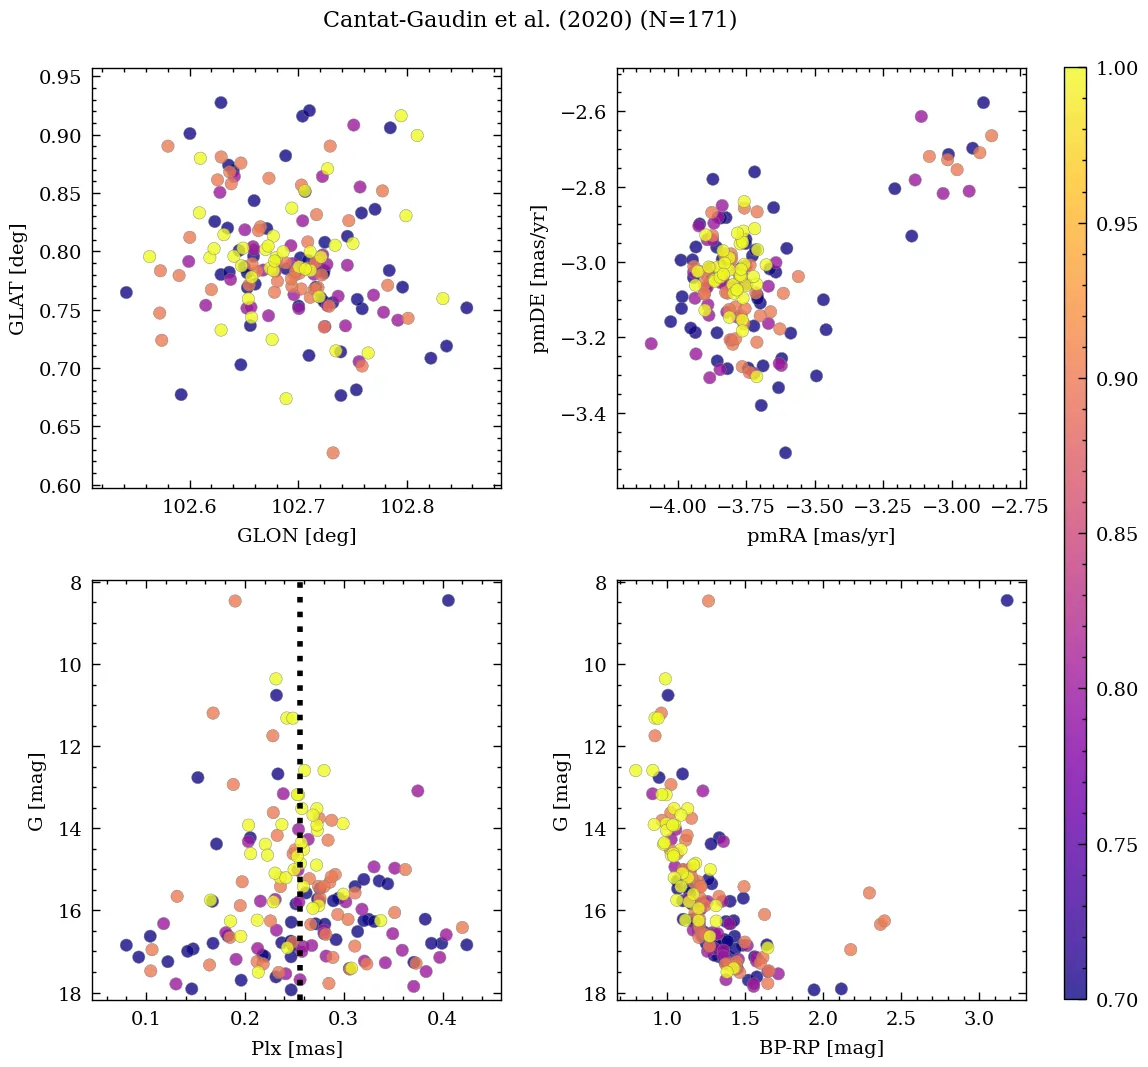 Cantat-Gaudin et al. (2020) (N=171)
0.95
0.90
0.85
0.80
0.75
0.70
0.65
0.60
GLAT [deg]
102.6 102.7 102.8
GLON [deg]
−2.6
−2.8
−3.0
−3.2
−3.4
pmDE [mas/yr]
−4.00 −3.75 −3.50 −3.25 −3.00 −2.75
pmRA [mas/yr]
8
10
12
14
16
18
G [mag]
0.1 0.2 0.3 0.4
Plx [mas]
8
10
12
14
16
18
G [mag]
1.0 1.5 2.0 2.5 3.0
BP-RP [mag]
1.00
0.95
0.90
0.85
0.80
0.75
0.70